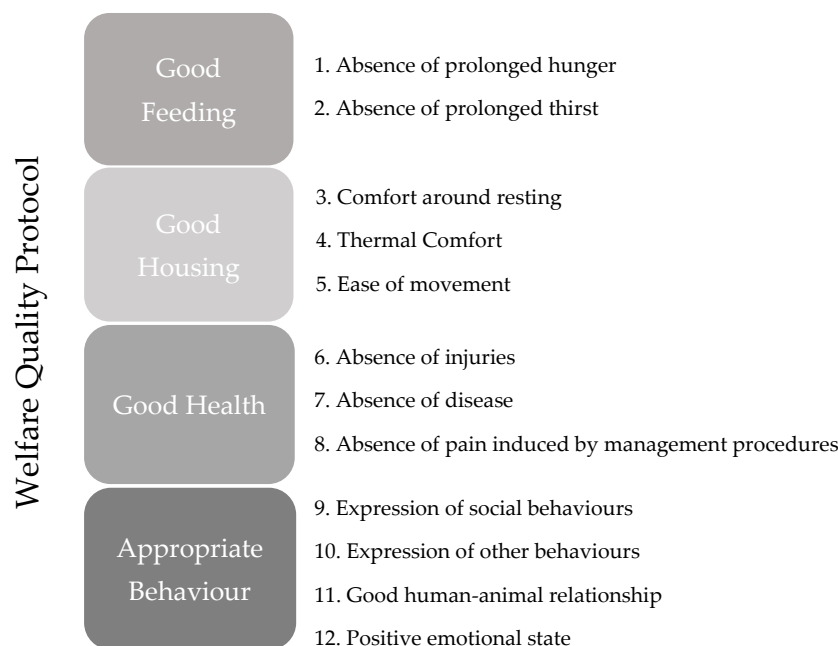 Welfare Quality Protocol
Good
Feeding
1. Absence of prolonged hunger
2. Absence of prolonged thirst
Good
Housing
3. Comfort around resting
4. Thermal Comfort
5. Ease of movement
Good Health
6. Absence of injuries
7. Absence of disease
8. Absence of pain induced by management procedures
Appropriate
Behaviour
9. Expression of social behaviours
10. Expression of other behaviours
11. Good human-animal relationship
12. Positive emotional state